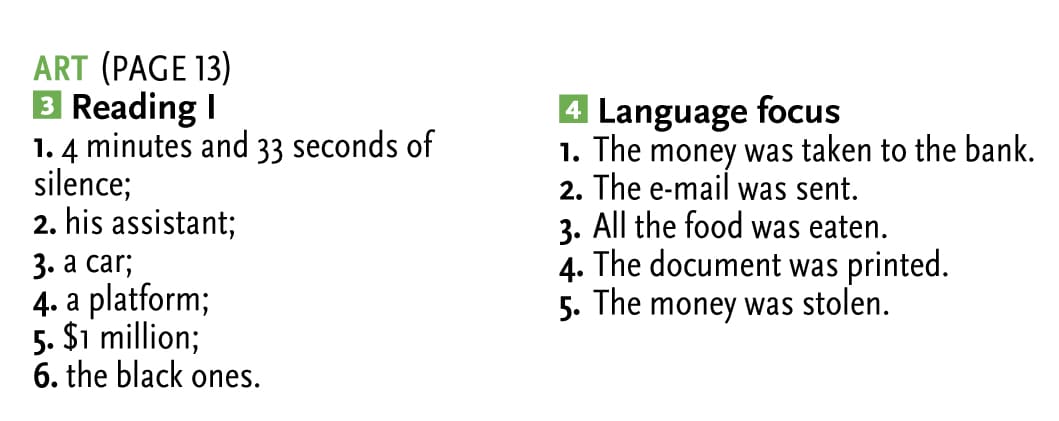 ART (PAGE 13)
3 Reading I
1. 4 minutes and 33 seconds of
silence;
2. his assistant;
3. a car;
4. a platform;
5. $1 million;
6. the black ones.
4 Language focus
1. The money was taken to the bank.
2. The e-mail was sent.
3. All the food was eaten.
4. The document was printed.
5. The money was stolen.